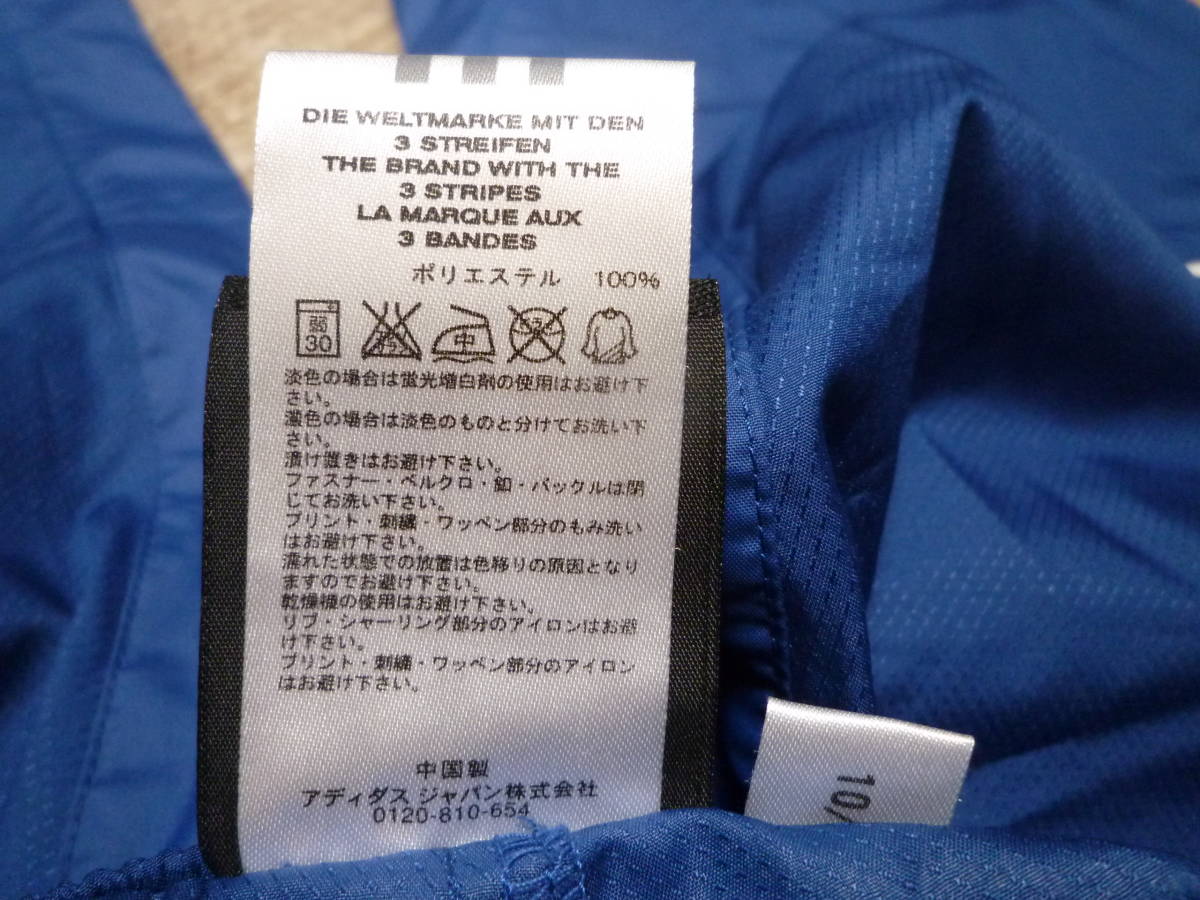 DIE WELTMARKE MIT DEN
3 STREIFEN
THE BRAND WITH THE
3 STRIPES
LA MARQUE AUX
3 BANDES
ポリエステル 100%
弱
30
中
淡色の場合は蛍光増白剤の使用はお避け下
さい。
濃色の場合は淡色のものと分けてお洗い下
さい。
漬け置きはお避け下さい。
ファスナー・ベルクロ・釦・バックルは閉
じてお洗い下さい。
プリント・刺繍・ワッペン部分のもみ洗い
はお避け下さい。
濡れた状態での放置は色移りの原因となり
ますのでお避け下さい。
乾燥機の使用はお避け下さい。
リブ・シャーリング部分のアイロンはお避
け下さい。
プリント・刺繍・ワッペン部分のアイロン
はお避け下さい。
中国製
アディダス ジャパン株式会社
0120-810-654
10/